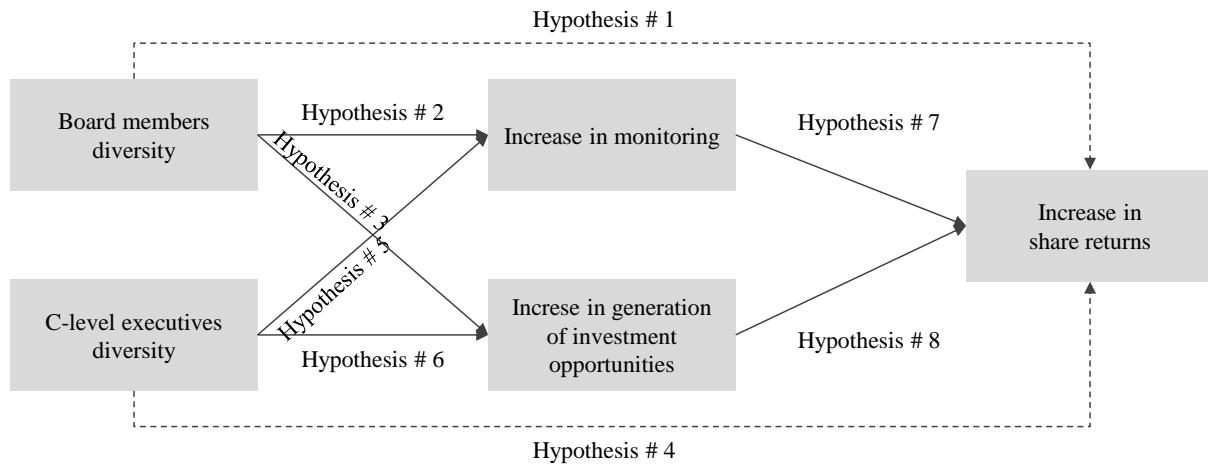 Hypothesis # 1
Board members
diversity
Hypothesis # 2
Increase in monitoring
Hypothesis # 7
Hypothesis # 3
Increase in
share returns
Hypothesis # 5
C-level executives
diversity
Hypothesis # 6
Increse in generation
of investment
opportunities
Hypothesis # 8
Hypothesis # 4